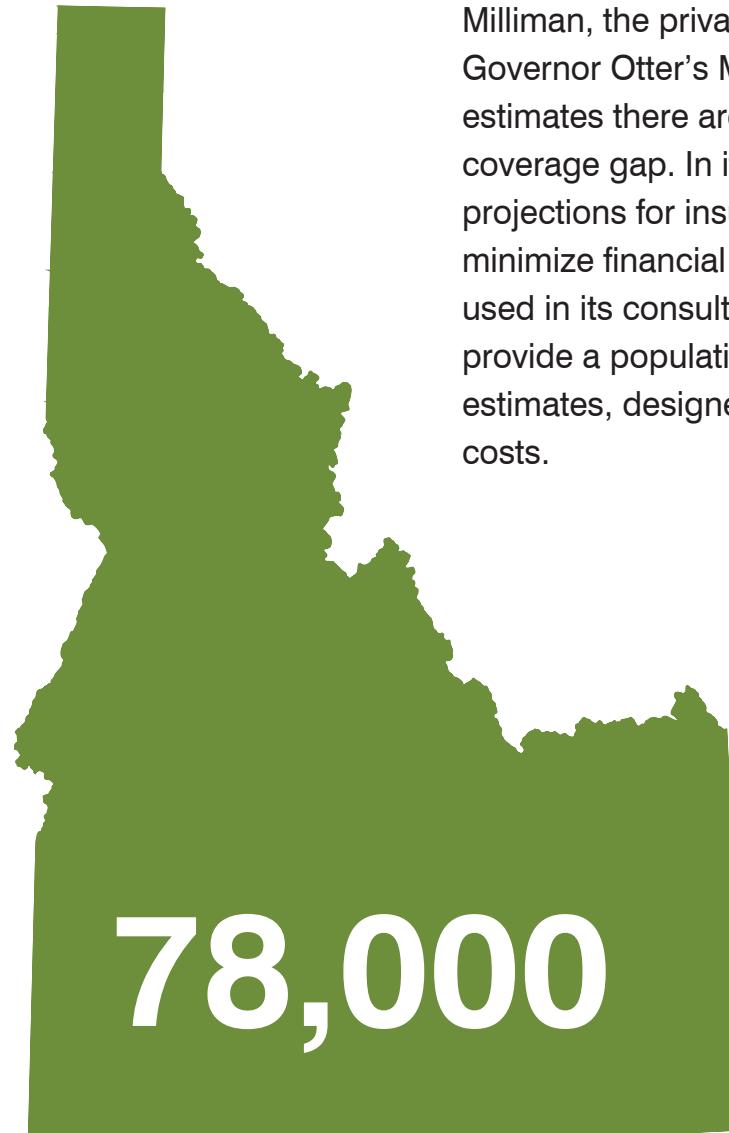 Milliman, the priva
Governor Otter’s M
estimates there are
coverage gap. In i
projections for insu
minimize financial
used in its consult
provide a populati
estimates, designe
costs.
78,000